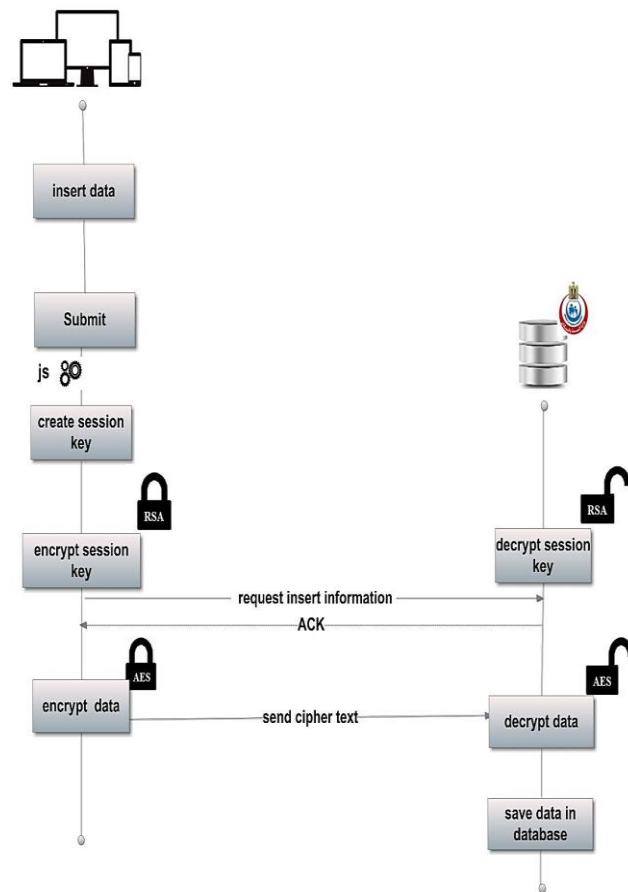 insert data
Submit
js
create session
key
RSA
RSA
encrypt session
key
decrypt session
key
request insert information
ACK
AES
AES
encrypt data
send cipher text
decrypt data
save data in
database